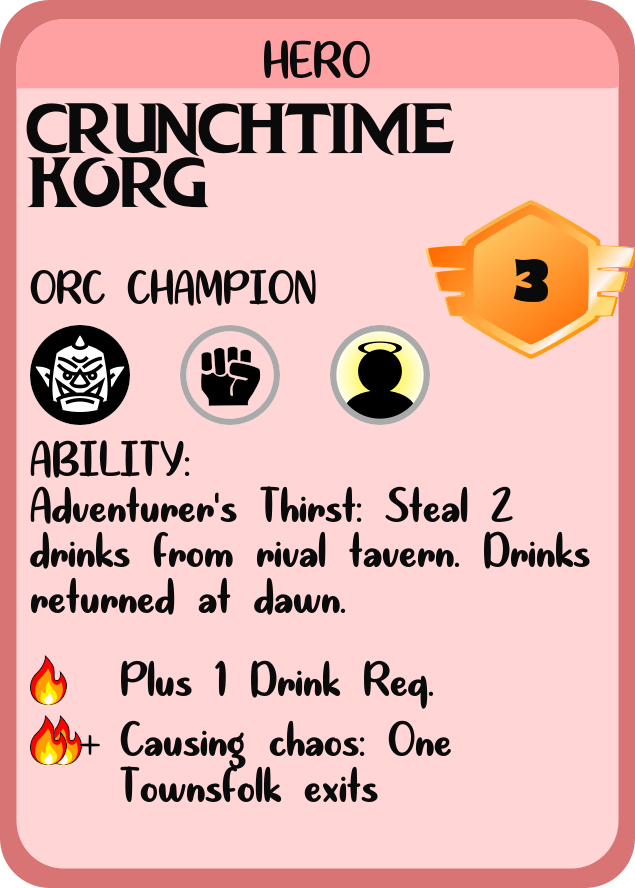 HERO
CRUNCHTIME
KORG
3
ORC CHAMPION
ABILITY:
Adventurer's Thirst: Steal 2
drinks from rival tavern. Drinks
returned at dawn.
Plus 1 Drink Req.
+ Causing chaos: One
Townsfolk exits